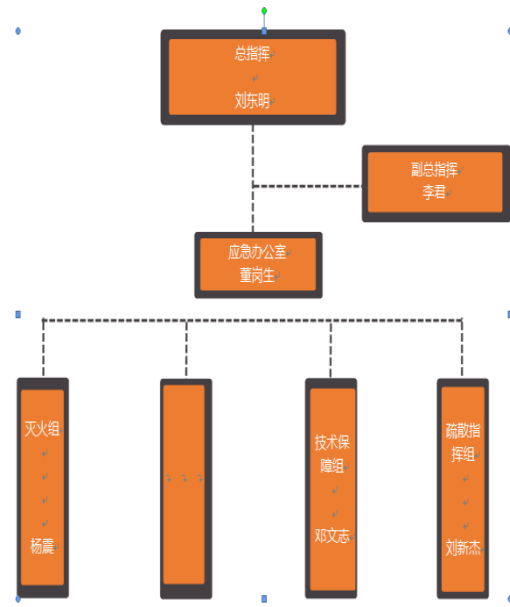 总指挥
刘东明
副总指挥
李君
应急办公室
董岗生
灭火组
杨震
技术保
障组
邓文志
疏散指
挥组
刘新杰